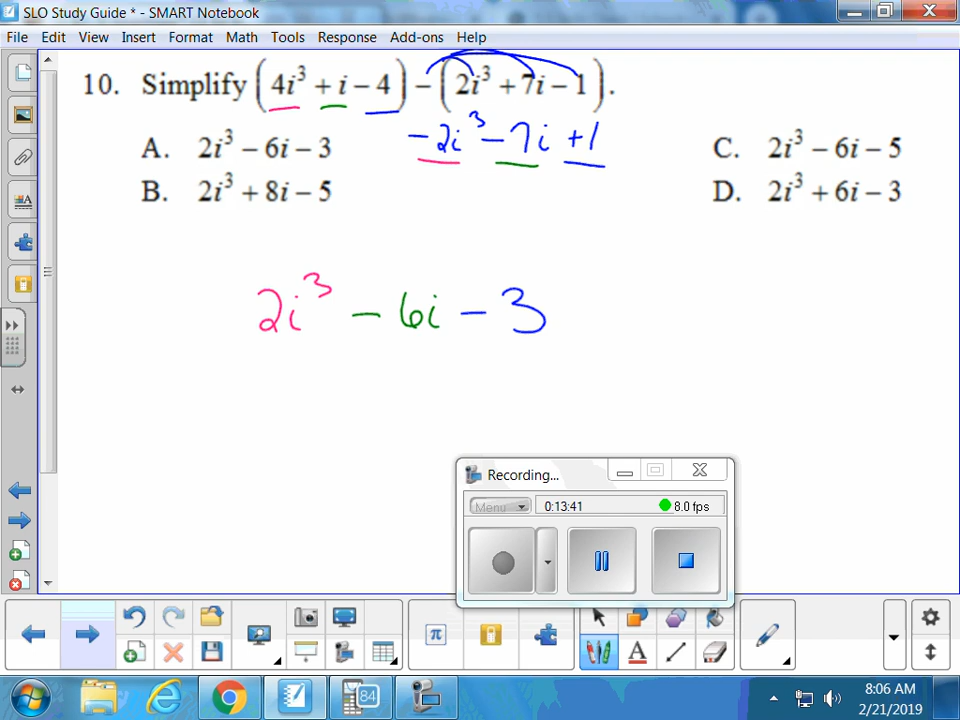 SLO Study Guide * - SMART Notebook
File Edit View Insert Format Math Tools Response Add-ons Help
10. Simplify (4i³ + i − 4) − (2i³ + 7i − 1).
−2i³ − 7i + 1
A. 2i³ − 6i − 3
C. 2i³ − 6i − 5
B. 2i³ + 8i − 5
D. 2i³ + 6i − 3
2i³ − 6i − 3
Recording...
Menu 0:13:41 8.0 fps
π
A
84
8:06 AM
2/21/2019